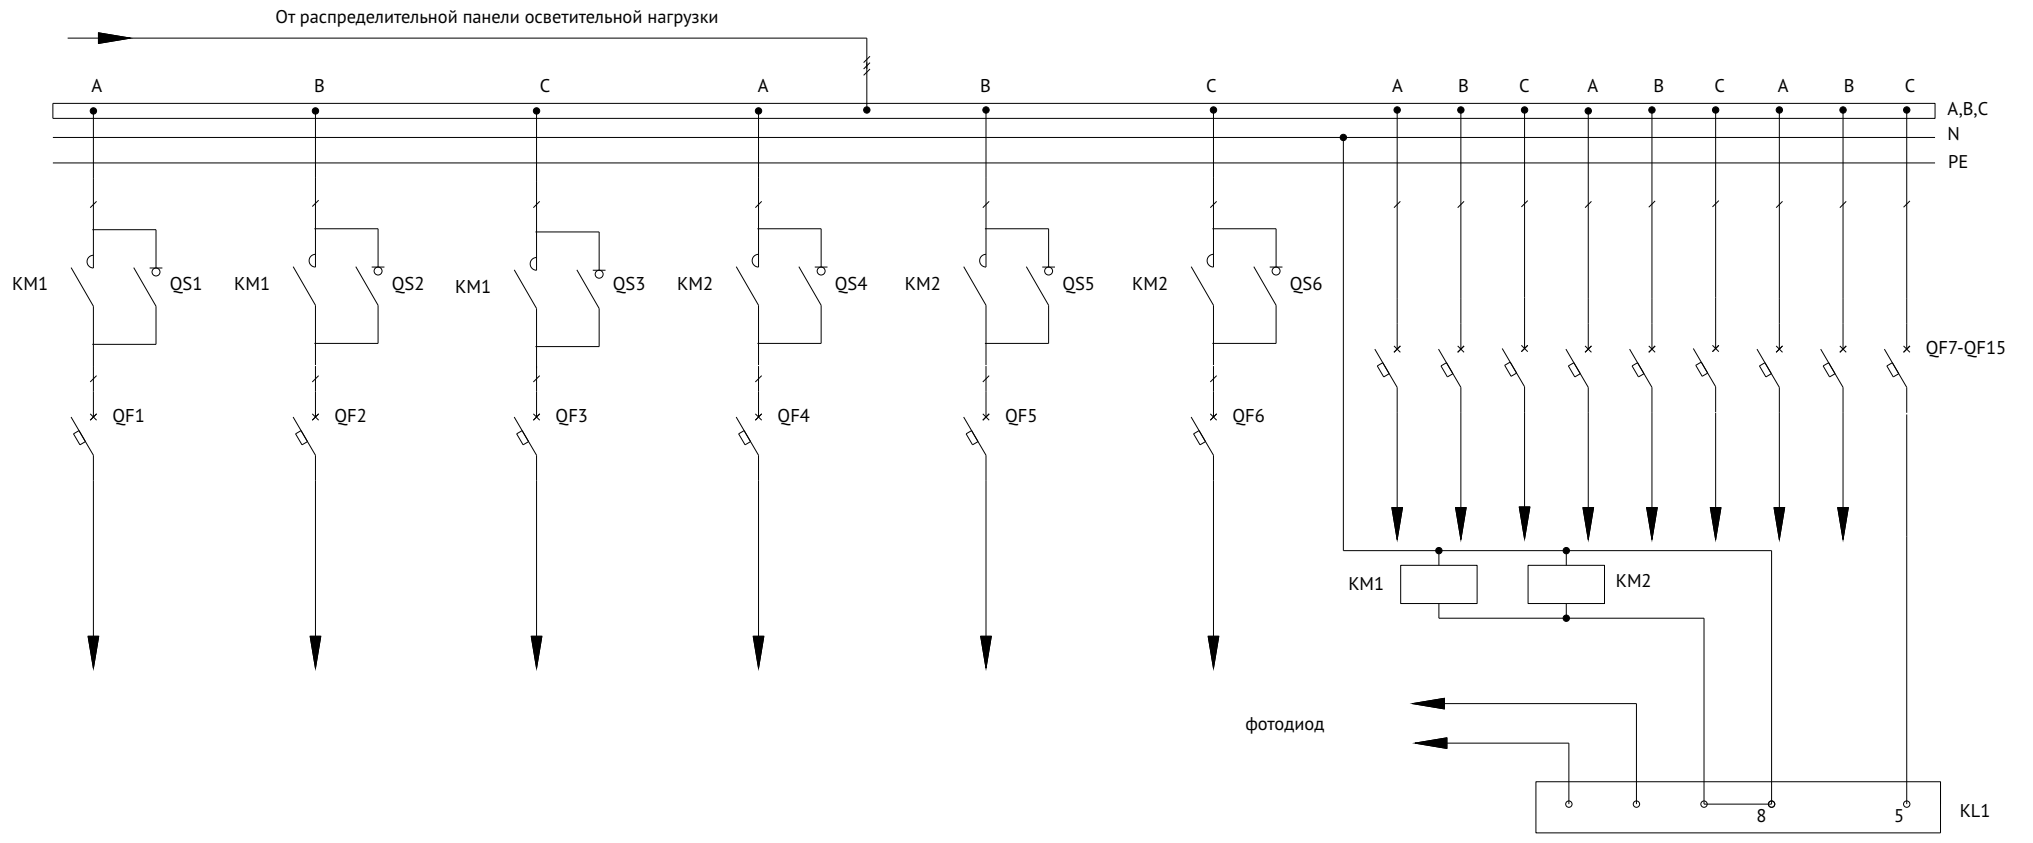 От распределительной панели осветительной нагрузки
A B C A B C A B C A B C A B C
A,B,C
N
PE
KM1 QS1 KM1 QS2 KM1 QS3 KM2 QS4 KM2 QS5 KM2 QS6
QF7-QF15
QF1 QF2 QF3 QF4 QF5 QF6
KM1 KM2
фотодиод
8 5 KL1